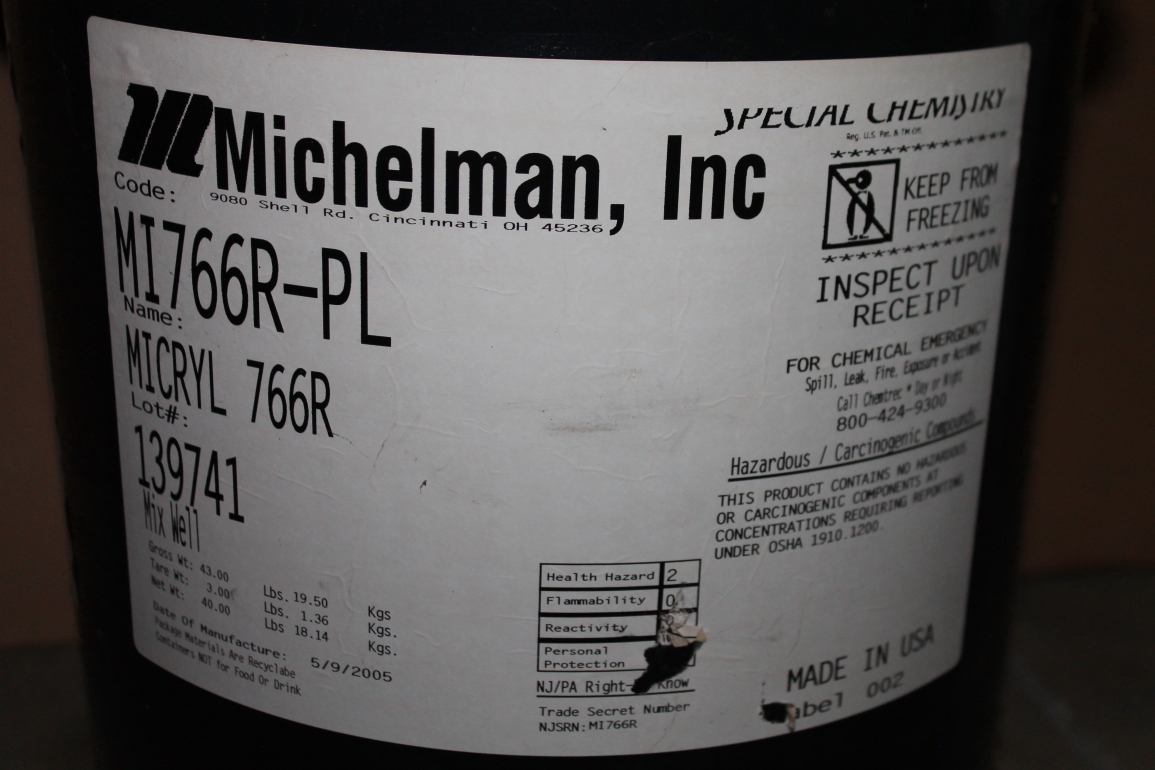 Michelman, Inc
9080 Shell Rd. Cincinnati OH 45236
Code:
MI766R-PL
Name:
MICRYL 766R
Lot#:
139741
Mix Well
Gross Wt: 43.00 Lbs. 19.50 Kgs
Tare Wt: 3.00 Lbs. 1.36 Kgs.
Net Wt: 40.00 Lbs 18.14 Kgs.
Date Of Manufacture: 5/9/2005
Package Materials Are Recyclabe
Containers NOT for Food Or Drink
SPECIAL CHEMISTRY
Reg. U.S. Pat. & TM Off.
***************
KEEP FROM
FREEZING
***************
INSPECT UPON
RECEIPT
FOR CHEMICAL EMERGENCY
Spill, Leak, Fire, Exposure or Accident
Call Chemtrec * Day or Night
800-424-9300
Hazardous / Carcinogenic Compounds
THIS PRODUCT CONTAINS NO HAZARDOUS
OR CARCINOGENIC COMPONENTS AT
CONCENTRATIONS REQUIRING REPORTING
UNDER OSHA 1910.1200.
Health Hazard 2
Flammability 0
Reactivity
Personal
Protection
NJ/PA Right- Know
Trade Secret Number
NJSRN: MI766R
MADE IN USA
abel 002